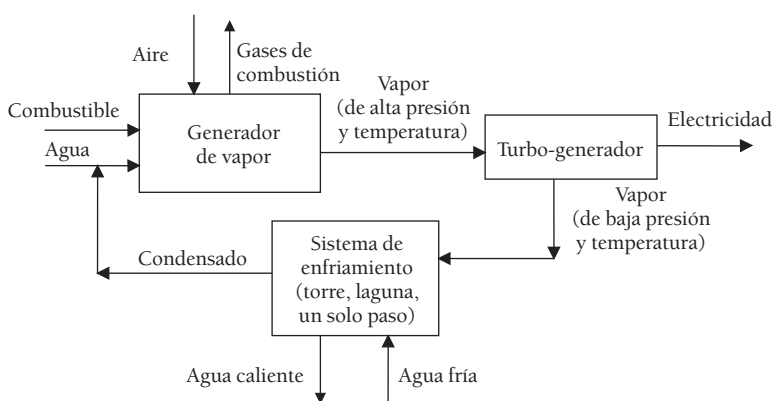 Aire
Gases de
combustión
Combustible
Agua
Generador
de vapor
Vapor
(de alta presión
y temperatura)
Turbo-generador
Electricidad
Vapor
(de baja presión
y temperatura)
Sistema de
enfriamiento
(torre, laguna,
un solo paso)
Condensado
Agua caliente
Agua fría